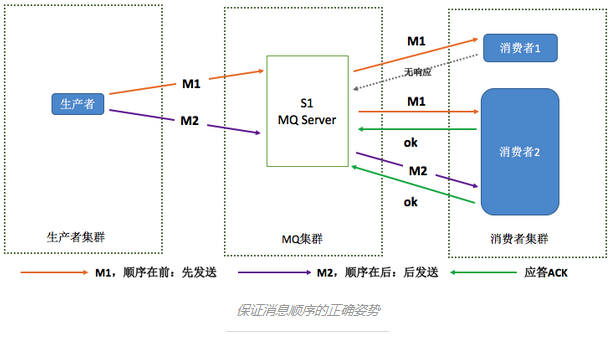 M1
消费者1
无响应
M1
生产者
S1
MQ Server
M1
M2
ok
消费者2
M2
ok
生产者集群
MQ集群
消费者集群
M1，顺序在前：先发送
M2，顺序在后：后发送
应答ACK
保证消息顺序的正确姿势